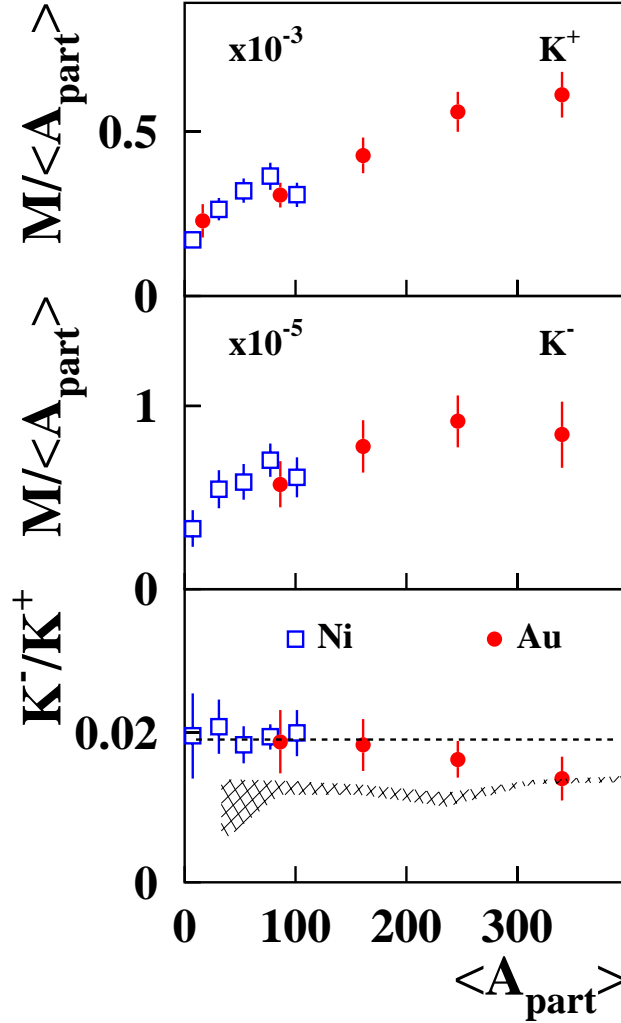 x10⁻³ K⁺
M/<A_part>
0.5
0
x10⁻⁵ K⁻
M/<A_part>
1
0
Ni Au
K⁻/K⁺
0.02
0
0 100 200 300
<A_part>